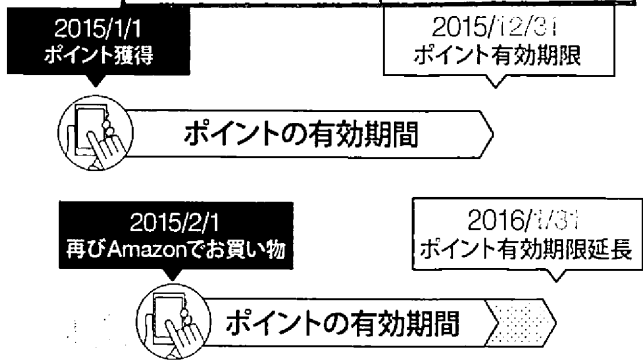 2015/1/1
ポイント獲得
2015/12/31
ポイント有効期限
ポイントの有効期間
2015/2/1
再びAmazonでお買い物
2016/1/31
ポイント有効期限延長
ポイントの有効期間